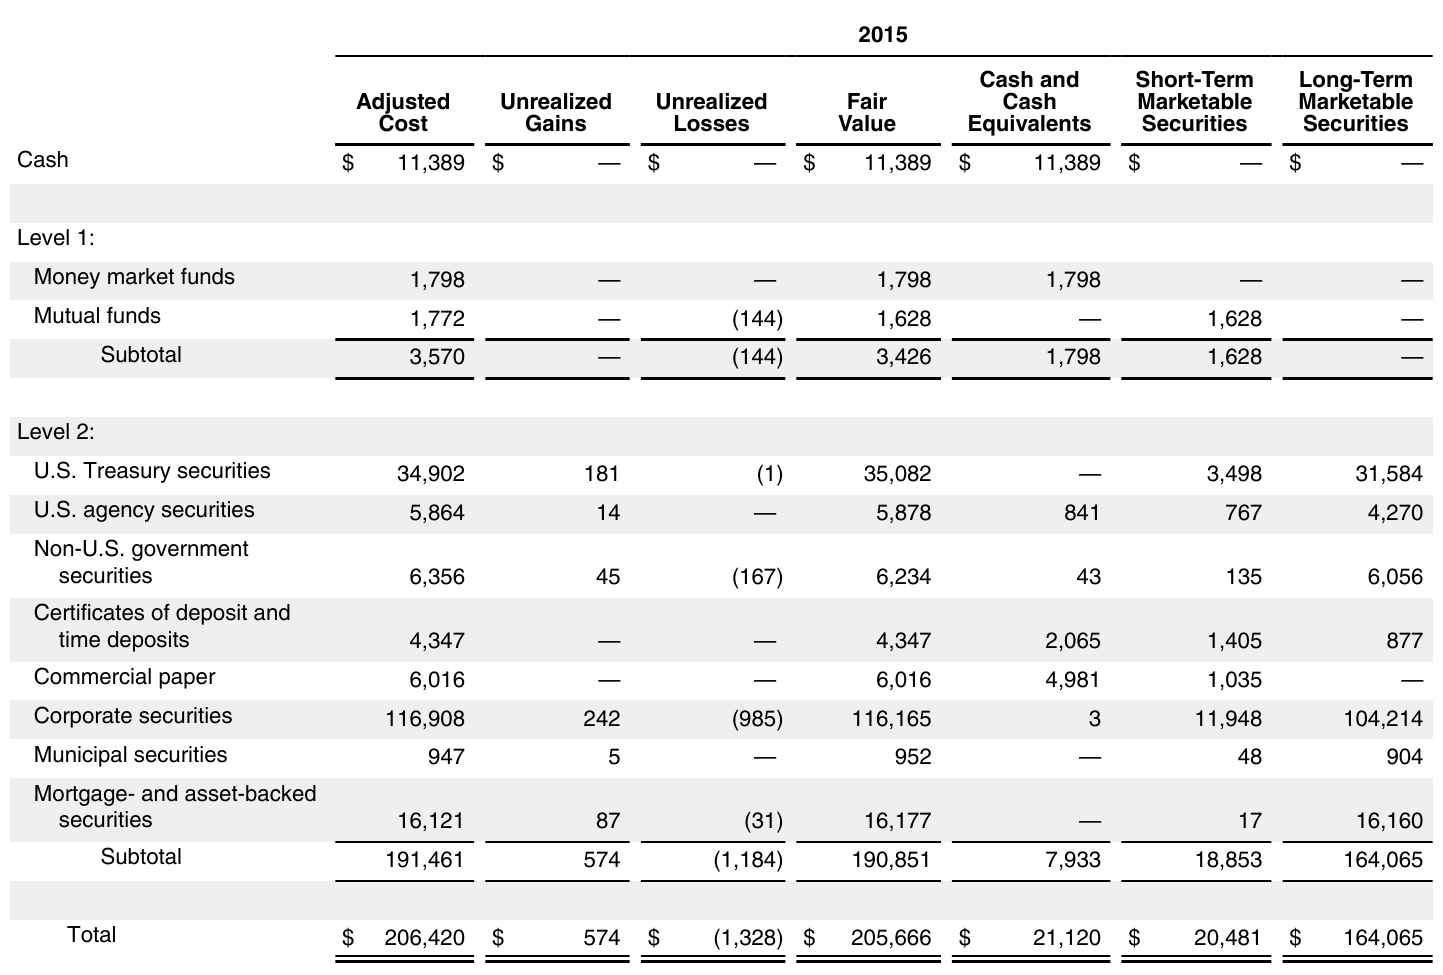 2015
Adjusted Cost Unrealized Gains Unrealized Losses Fair Value Cash and Cash Equivalents Short-Term Marketable Securities Long-Term Marketable Securities
Cash $ 11,389 $ — $ — $ 11,389 $ 11,389 $ — $ —
Level 1:
Money market funds 1,798 — — 1,798 1,798 — —
Mutual funds 1,772 — (144) 1,628 — 1,628 —
Subtotal 3,570 — (144) 3,426 1,798 1,628 —
Level 2:
U.S. Treasury securities 34,902 181 (1) 35,082 — 3,498 31,584
U.S. agency securities 5,864 14 — 5,878 841 767 4,270
Non-U.S. government
securities 6,356 45 (167) 6,234 43 135 6,056
Certificates of deposit and
time deposits 4,347 — — 4,347 2,065 1,405 877
Commercial paper 6,016 — — 6,016 4,981 1,035 —
Corporate securities 116,908 242 (985) 116,165 3 11,948 104,214
Municipal securities 947 5 — 952 — 48 904
Mortgage- and asset-backed
securities 16,121 87 (31) 16,177 — 17 16,160
Subtotal 191,461 574 (1,184) 190,851 7,933 18,853 164,065
Total $ 206,420 $ 574 $ (1,328) $ 205,666 $ 21,120 $ 20,481 $ 164,065